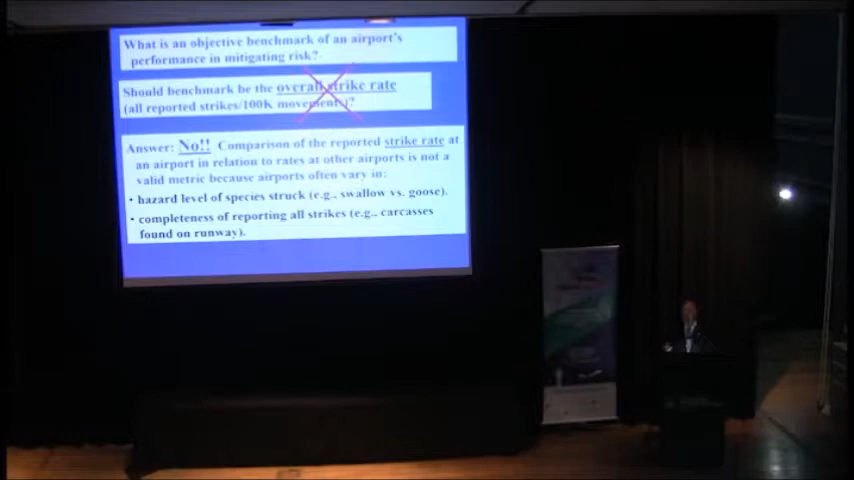 What is an objective benchmark of an airport's
performance in mitigating risk?
Should benchmark be the overall strike rate
(all reported strikes/100K movements)?
Answer: No!! Comparison of the reported strike rate at
an airport in relation to rates at other airports is not a
valid metric because airports often vary in:
• hazard level of species struck (e.g., swallow vs. goose).
• completeness of reporting all strikes (e.g., carcasses
found on runway).